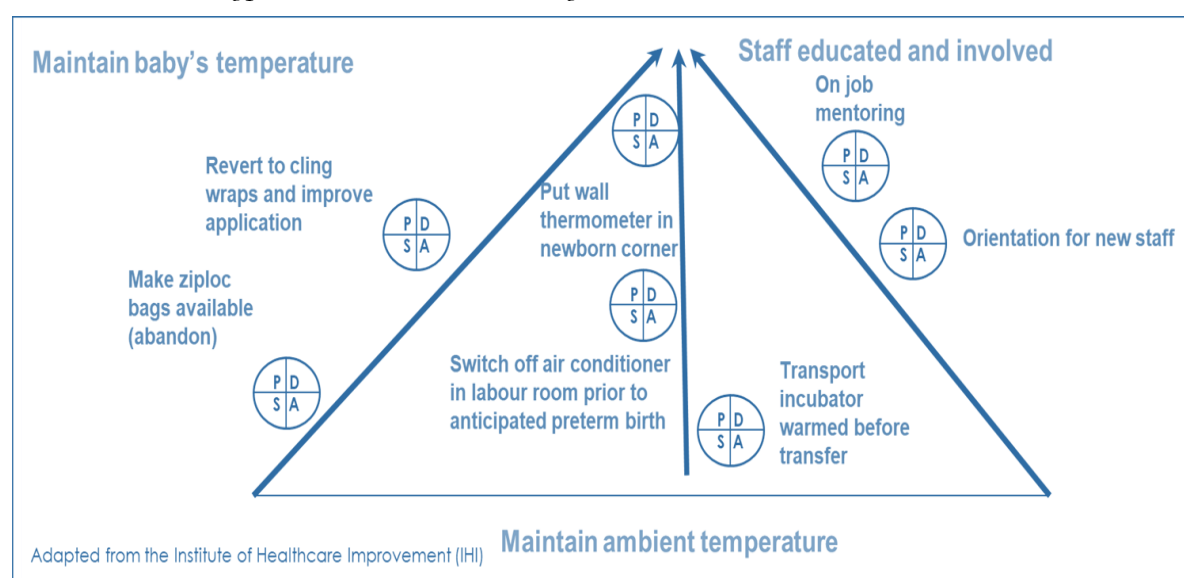 Maintain baby's temperature
Staff educated and involved
On job
mentoring
P D
S A
P D
S A
Revert to cling
wraps and improve
application
P D
S A
Put wall
thermometer in
newborn corner
P D
S A
Orientation for new staff
Make ziploc
bags available
(abandon)
P D
S A
P D
S A
Switch off air conditioner
in labour room prior to
anticipated preterm birth
Transport
incubator
warmed before
transfer
P D
S A
Maintain ambient temperature
Adapted from the Institute of Healthcare Improvement (IHI)